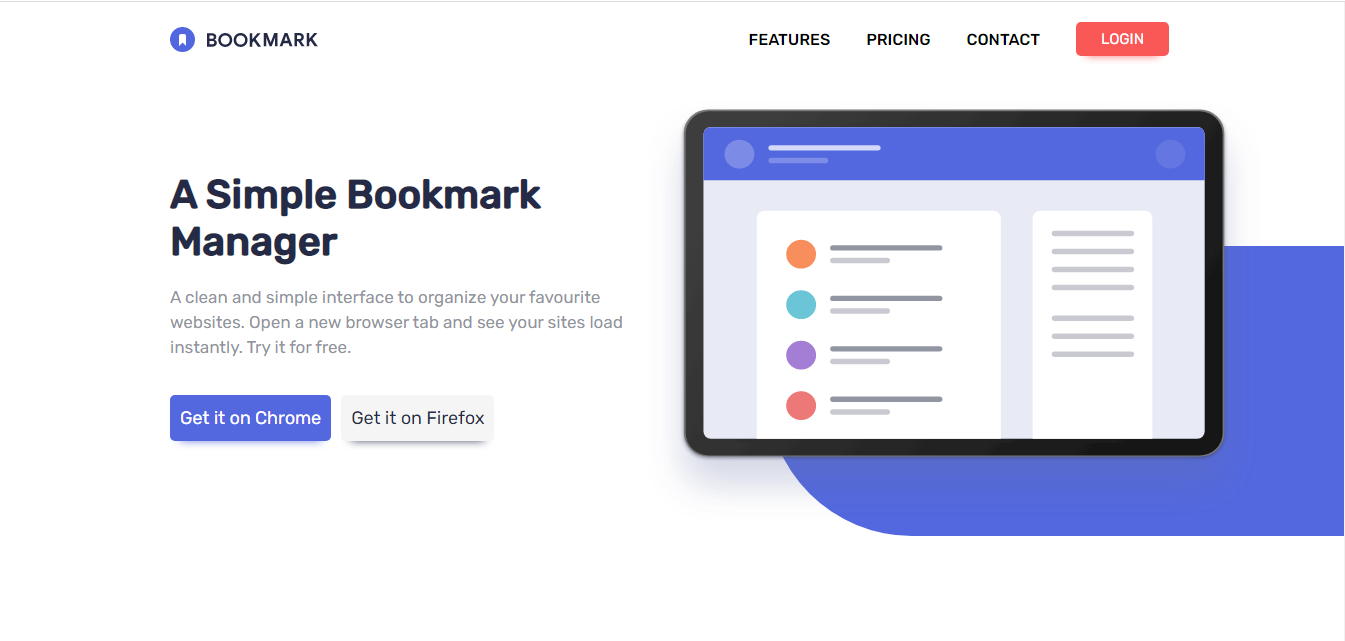 BOOKMARK
FEATURES PRICING CONTACT LOGIN
A Simple Bookmark
Manager
A clean and simple interface to organize your favourite
websites. Open a new browser tab and see your sites load
instantly. Try it for free.
Get it on Chrome Get it on Firefox